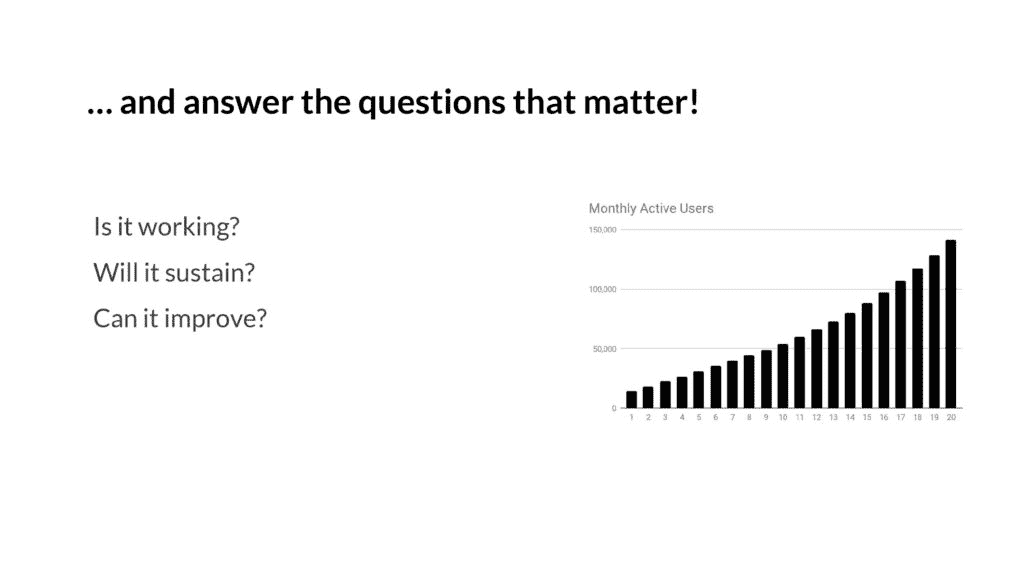 ... and answer the questions that matter!
Is it working?
Will it sustain?
Can it improve?
Monthly Active Users
150,000
100,000
50,000
0
1 2 3 4 5 6 7 8 9 10 11 12 13 14 15 16 17 18 19 20